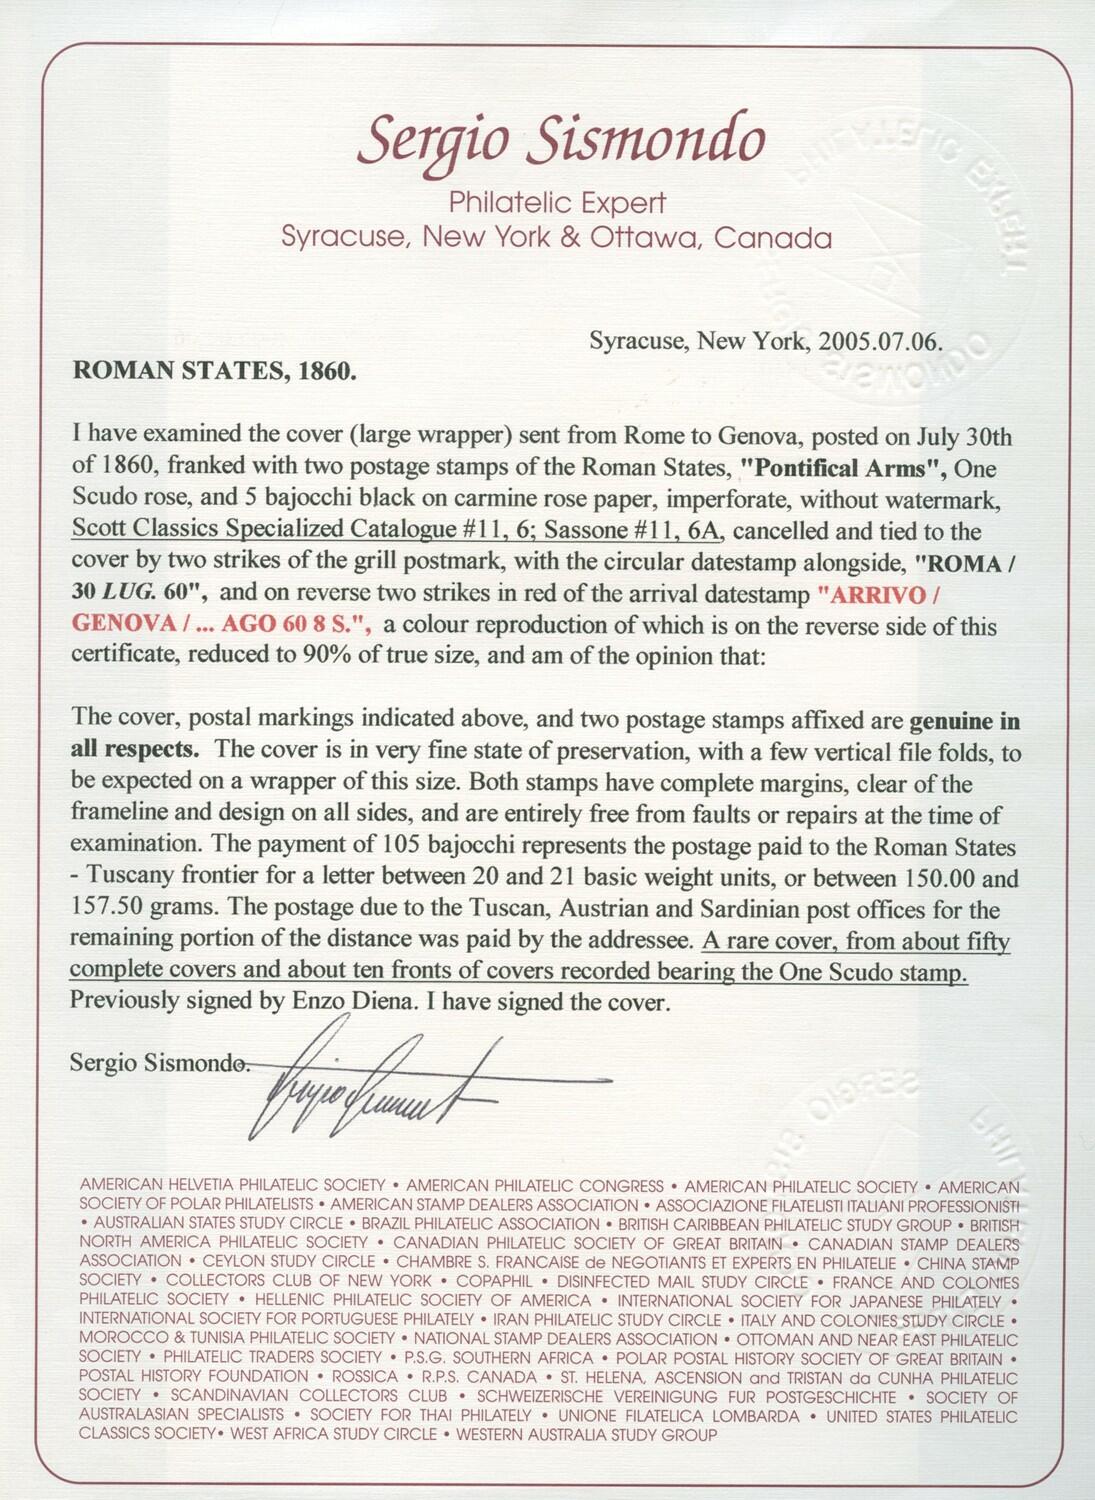 Sergio Sismondo
Philatelic Expert
Syracuse, New York & Ottawa, Canada
Syracuse, New York, 2005.07.06.
ROMAN STATES, 1860.
I have examined the cover (large wrapper) sent from Rome to Genova, posted on July 30th
of 1860, franked with two postage stamps of the Roman States, "Pontifical Arms", One
Scudo rose, and 5 bajocchi black on carmine rose paper, imperforate, without watermark,
Scott Classics Specialized Catalogue #11, 6; Sassone #11, 6A, cancelled and tied to the
cover by two strikes of the grill postmark, with the circular datestamp alongside, "ROMA /
30 LUG. 60", and on reverse two strikes in red of the arrival datestamp "ARRIVO /
GENOVA / ... AGO 60 8 S.", a colour reproduction of which is on the reverse side of this
certificate, reduced to 90% of true size, and am of the opinion that:
The cover, postal markings indicated above, and two postage stamps affixed are genuine in
all respects. The cover is in very fine state of preservation, with a few vertical file folds, to
be expected on a wrapper of this size. Both stamps have complete margins, clear of the
frameline and design on all sides, and are entirely free from faults or repairs at the time of
examination. The payment of 105 bajocchi represents the postage paid to the Roman States
- Tuscany frontier for a letter between 20 and 21 basic weight units, or between 150.00 and
157.50 grams. The postage due to the Tuscan, Austrian and Sardinian post offices for the
remaining portion of the distance was paid by the addressee. A rare cover, from about fifty
complete covers and about ten fronts of covers recorded bearing the One Scudo stamp.
Previously signed by Enzo Diena. I have signed the cover.
Sergio Sismondo.
AMERICAN HELVETIA PHILATELIC SOCIETY • AMERICAN PHILATELIC CONGRESS • AMERICAN PHILATELIC SOCIETY • AMERICAN
SOCIETY OF POLAR PHILATELISTS • AMERICAN STAMP DEALERS ASSOCIATION • ASSOCIAZIONE FILATELISTI ITALIANI PROFESSIONISTI
• AUSTRALIAN STATES STUDY CIRCLE • BRAZIL PHILATELIC ASSOCIATION • BRITISH CARIBBEAN PHILATELIC STUDY GROUP • BRITISH
NORTH AMERICA PHILATELIC SOCIETY • CANADIAN PHILATELIC SOCIETY OF GREAT BRITAIN • CANADIAN STAMP DEALERS
ASSOCIATION • CEYLON STUDY CIRCLE • CHAMBRE S. FRANCAISE de NEGOTIANTS ET EXPERTS EN PHILATELIE • CHINA STAMP
SOCIETY • COLLECTORS CLUB OF NEW YORK • COPAPHIL • DISINFECTED MAIL STUDY CIRCLE • FRANCE AND COLONIES
PHILATELIC SOCIETY • HELLENIC PHILATELIC SOCIETY OF AMERICA • INTERNATIONAL SOCIETY FOR JAPANESE PHILATELY •
INTERNATIONAL SOCIETY FOR PORTUGUESE PHILATELY • IRAN PHILATELIC STUDY CIRCLE • ITALY AND COLONIES STUDY CIRCLE •
MOROCCO & TUNISIA PHILATELIC SOCIETY • NATIONAL STAMP DEALERS ASSOCIATION • OTTOMAN AND NEAR EAST PHILATELIC
SOCIETY • PHILATELIC TRADERS SOCIETY • P.S.G. SOUTHERN AFRICA • POLAR POSTAL HISTORY SOCIETY OF GREAT BRITAIN •
POSTAL HISTORY FOUNDATION • ROSSICA • R.P.S. CANADA • ST. HELENA, ASCENSION and TRISTAN da CUNHA PHILATELIC
SOCIETY • SCANDINAVIAN COLLECTORS CLUB • SCHWEIZERISCHE VEREINIGUNG FUR POSTGESCHICHTE • SOCIETY OF
AUSTRALASIAN SPECIALISTS • SOCIETY FOR THAI PHILATELY • UNIONE FILATELICA LOMBARDA • UNITED STATES PHILATELIC
CLASSICS SOCIETY• WEST AFRICA STUDY CIRCLE • WESTERN AUSTRALIA STUDY GROUP